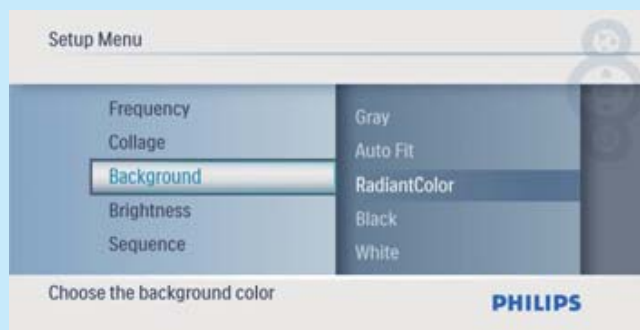 Setup Menu
Frequency
Collage
Background
Brightness
Sequence
Gray
Auto Fit
RadiantColor
Black
White
Choose the background color
PHILIPS